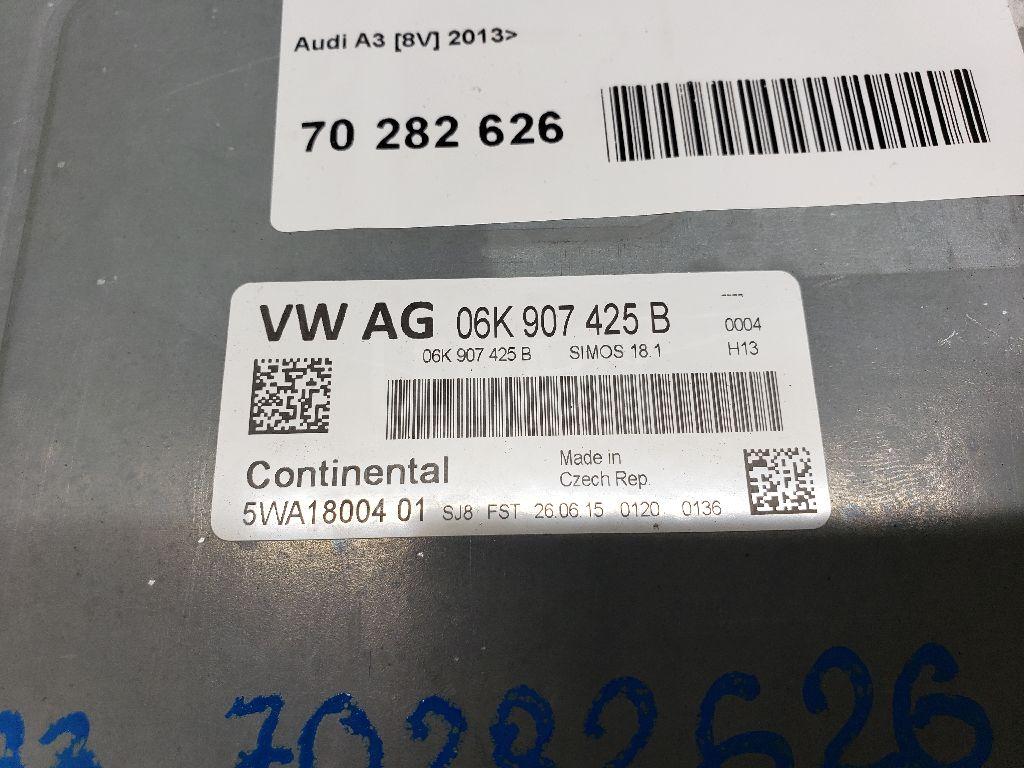 Audi A3 [8V] 2013>
70 282 626
VW AG 06K 907 425 B
----
0004
06K 907 425 B SIMOS 18.1 H13
Continental
Made in
Czech Rep.
5WA18004 01 SJ8 FST 26.06.15 0120 0136
70282626